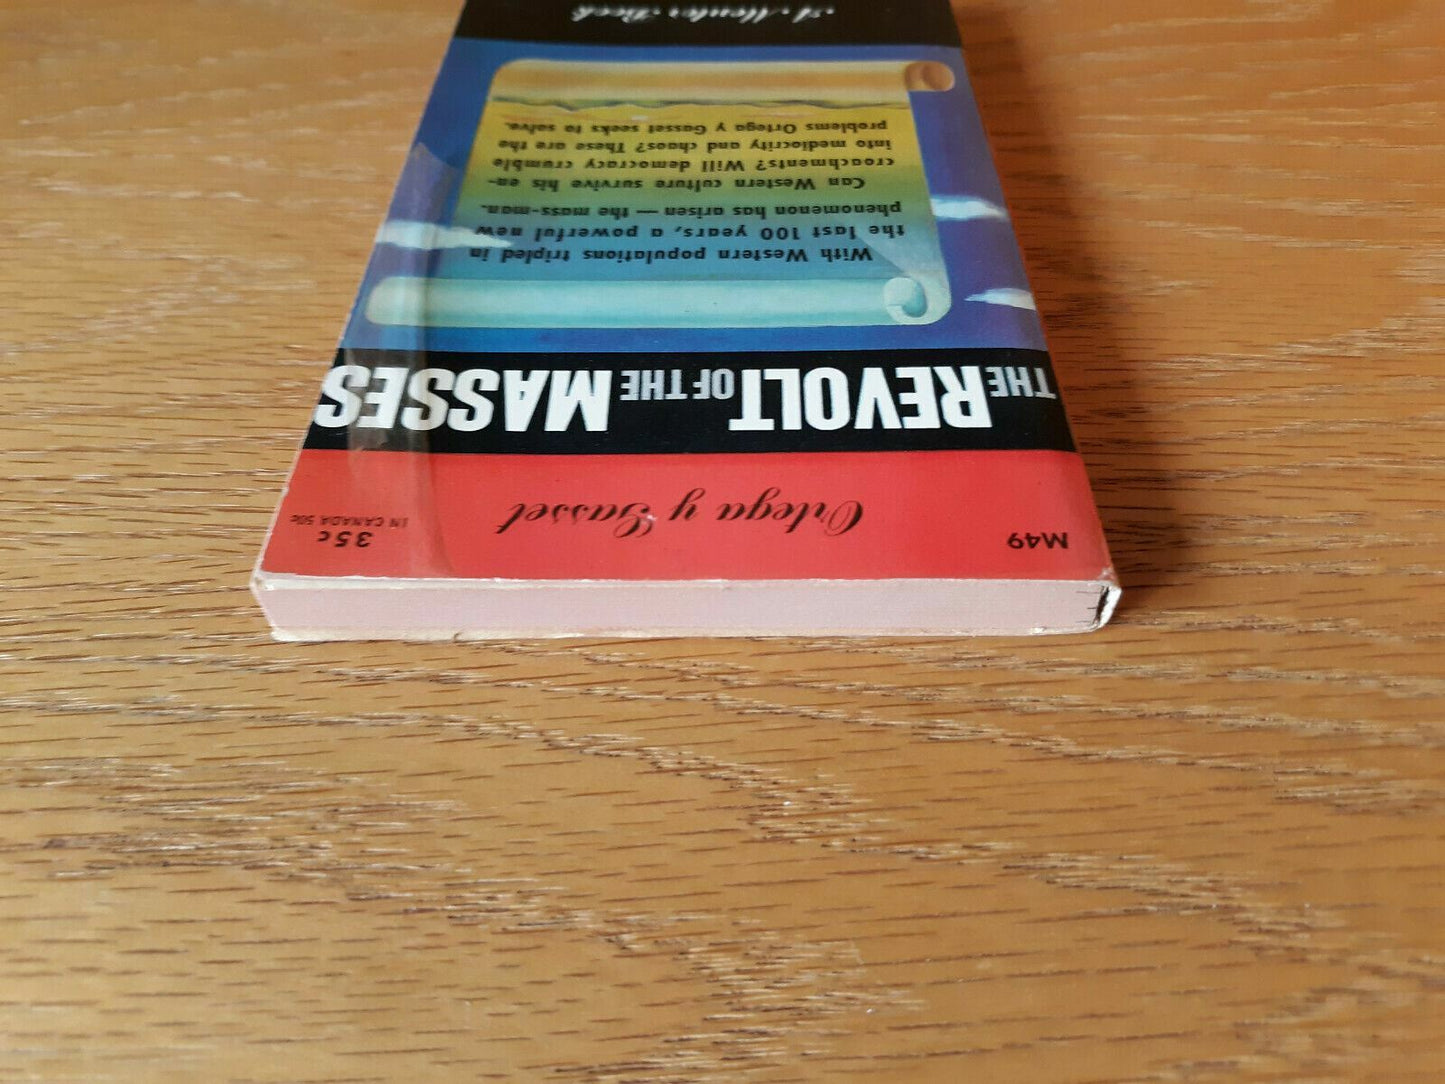 M49
Ortega y Gasset
35c
IN CANADA 50c
THE REVOLT OF THE MASSES
With Western populations tripled in
the last 100 years, a powerful new
phenomenon has arisen — the mass-man.
Can Western culture survive his en-
croachments? Will democracy crumble
into mediocrity and chaos? These are the
problems Ortega y Gasset seeks to solve.
A Mentor Book